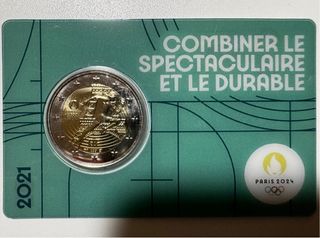 COMBINER LE
SPECTACULAIRE
ET LE DURABLE
2021
PARIS 2024